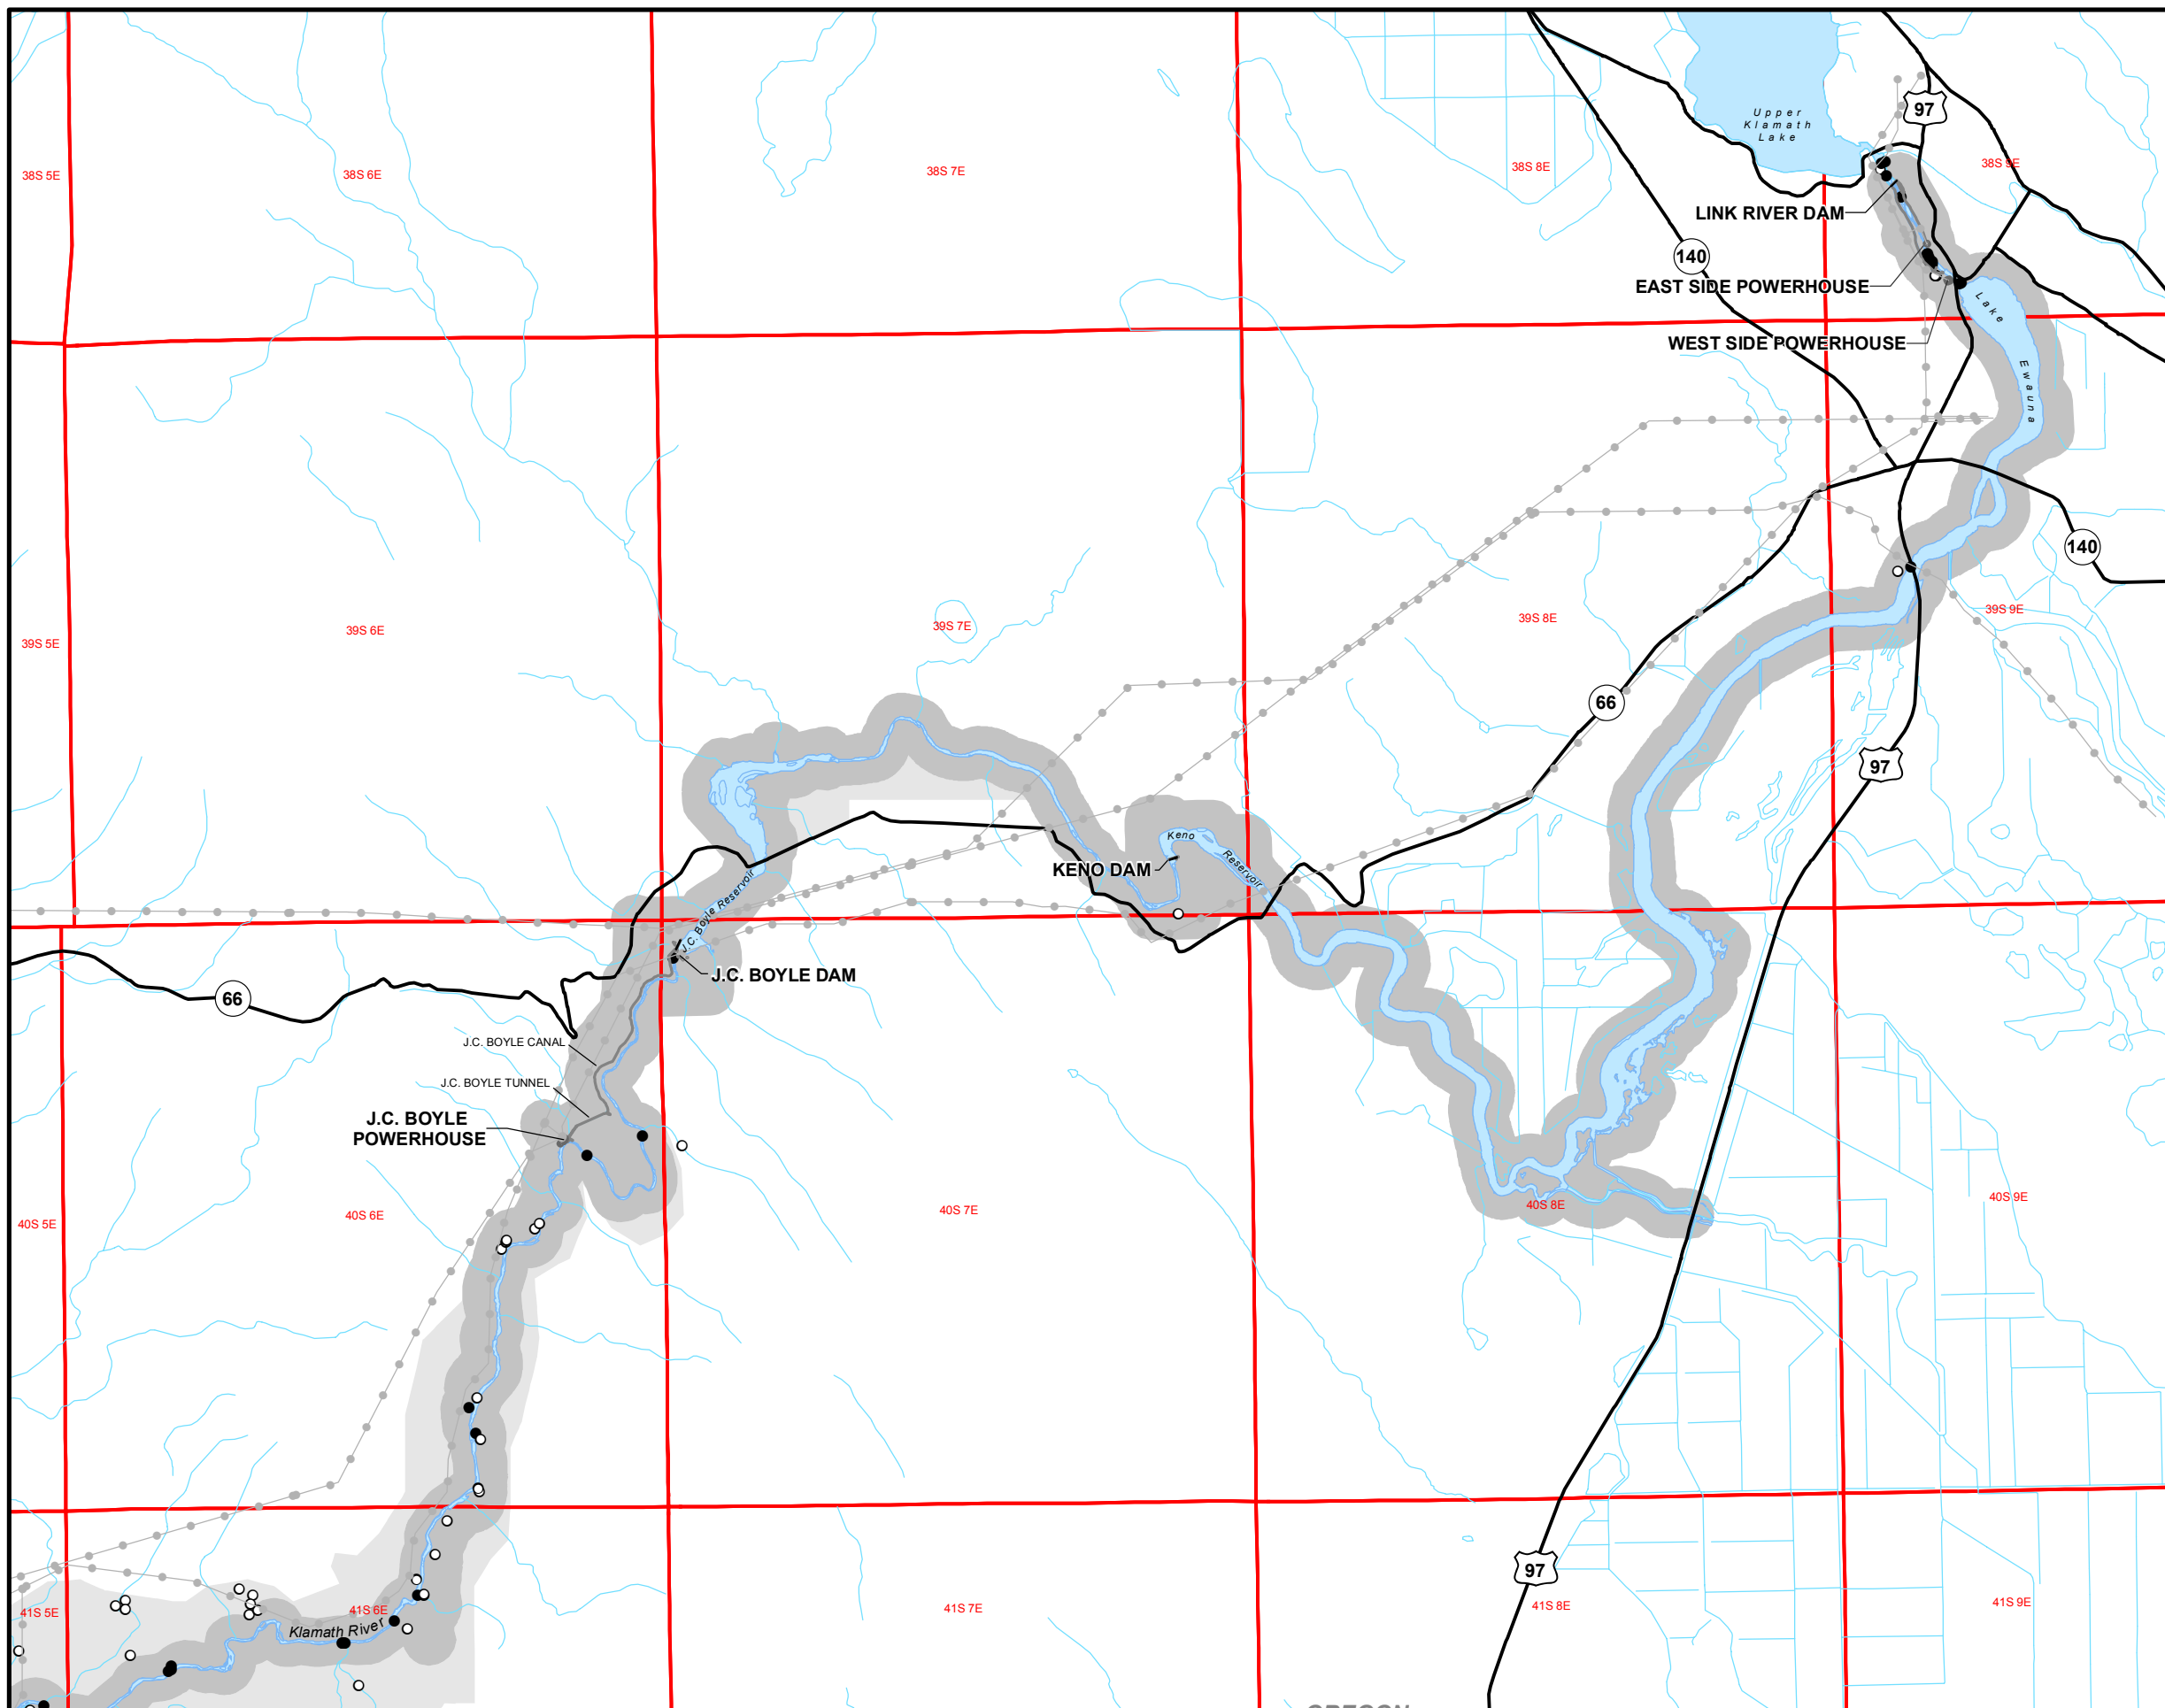 97
Upper
Klamath
Lake
38S 5E
38S 6E
38S 7E
38S 8E
38S 9E
LINK RIVER DAM
140
EAST SIDE POWERHOUSE
Lake
Ewauna
WEST SIDE POWERHOUSE
140
39S 5E
39S 6E
39S 7E
39S 8E
39S 9E
66
97
Keno
Reservoir
KENO DAM
J.C. Boyle Reservoir
J.C. BOYLE DAM
66
J.C. BOYLE CANAL
J.C. BOYLE TUNNEL
J.C. BOYLE
POWERHOUSE
40S 5E
40S 6E
40S 7E
40S 8E
40S 9E
97
41S 5E
41S 6E
41S 7E
41S 8E
41S 9E
Klamath River
OREGON